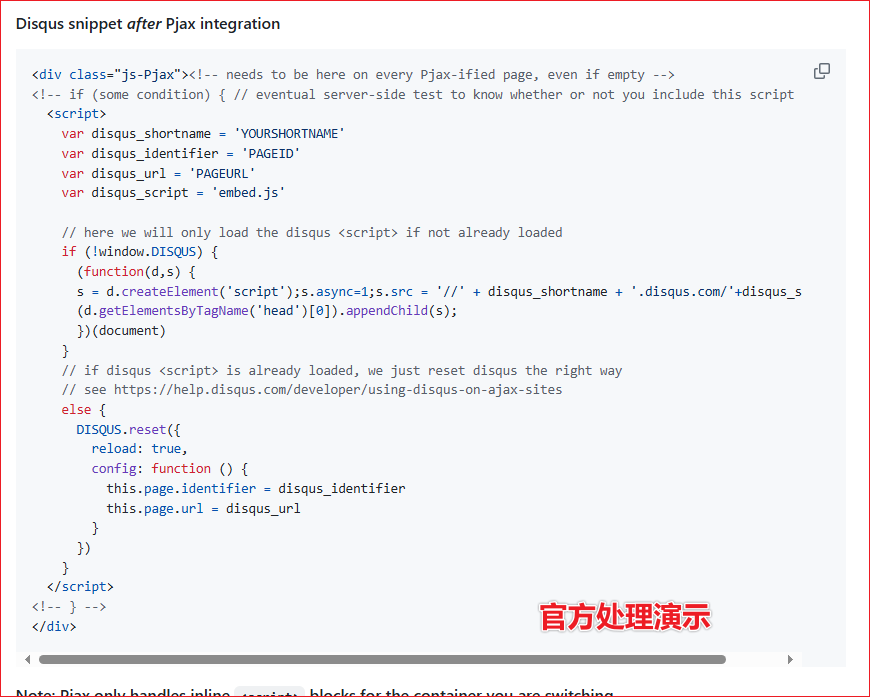 Disqus snippet after Pjax integration
<div class="js-Pjax"><!-- needs to be here on every Pjax-ified page, even if empty -->
<!-- if (some condition) { // eventual server-side test to know whether or not you include this script
  <script>
    var disqus_shortname = 'YOURSHORTNAME'
    var disqus_identifier = 'PAGEID'
    var disqus_url = 'PAGEURL'
    var disqus_script = 'embed.js'

    // here we will only load the disqus <script> if not already loaded
    if (!window.DISQUS) {
      (function(d,s) {
      s = d.createElement('script');s.async=1;s.src = '//' + disqus_shortname + '.disqus.com/'+disqus_s
      (d.getElementsByTagName('head')[0]).appendChild(s);
      })(document)
    }
    // if disqus <script> is already loaded, we just reset disqus the right way
    // see https://help.disqus.com/developer/using-disqus-on-ajax-sites
    else {
      DISQUS.reset({
        reload: true,
        config: function () {
          this.page.identifier = disqus_identifier
          this.page.url = disqus_url
        }
      })
    }
  </script>
<!-- } -->
</div>
官方处理演示
Note: Pjax only handles inline <script> blocks for the container you are switching.